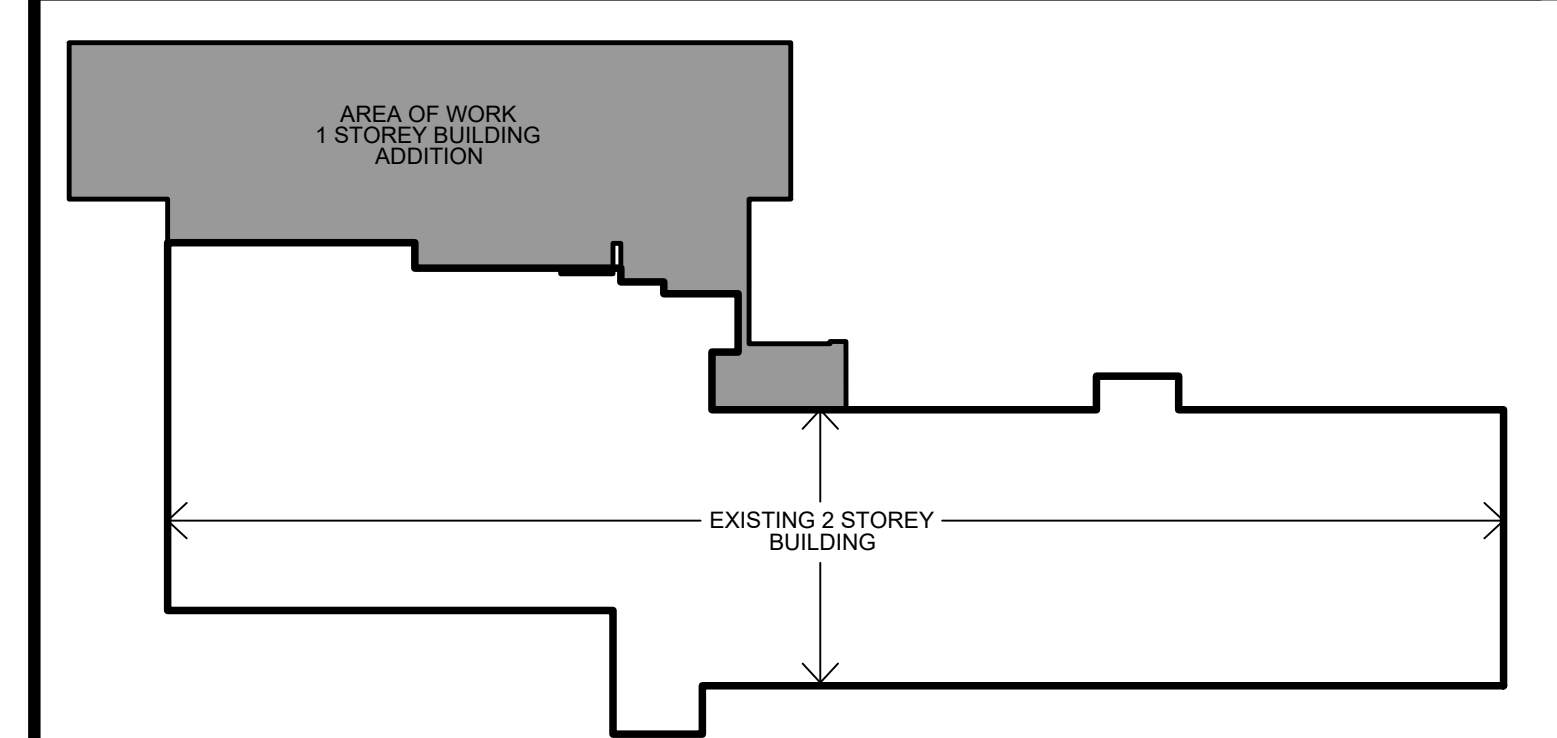 AREA OF WORK
1 STOREY BUILDING
ADDITION
EXISTING 2 STOREY
BUILDING